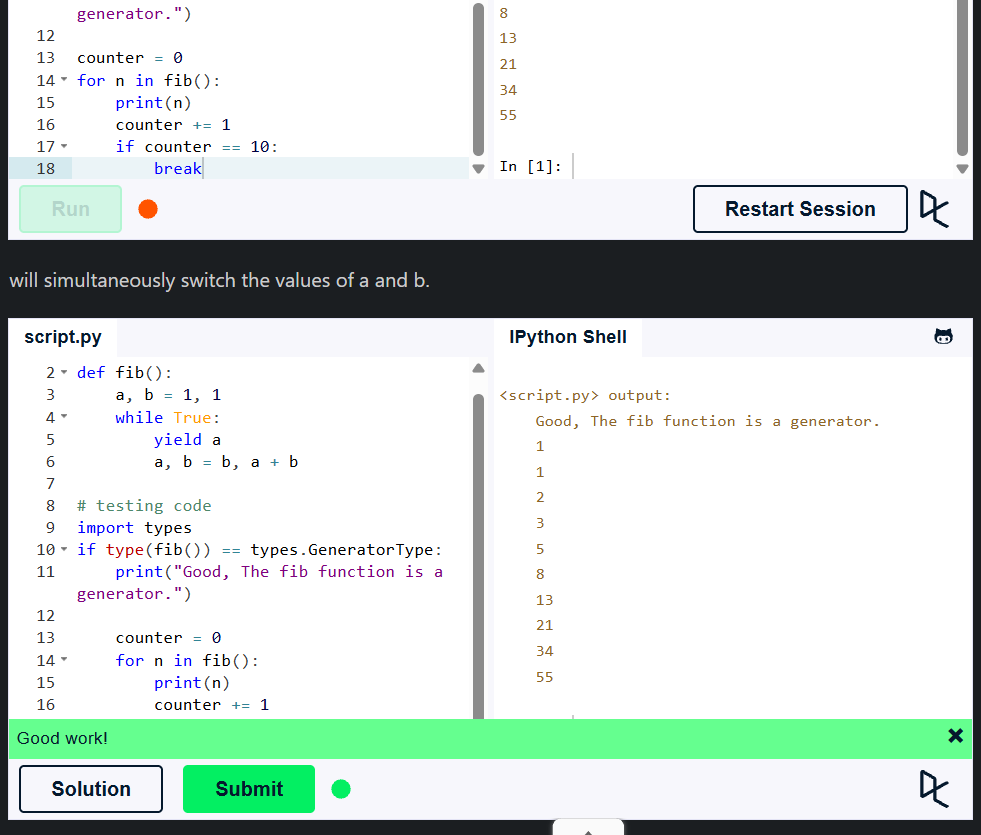 generator.")
12
13 counter = 0
14 for n in fib():
15     print(n)
16     counter += 1
17     if counter == 10:
18         break
8
13
21
34
55
In [1]:
Run
Restart Session
will simultaneously switch the values of a and b.
script.py
2 def fib():
3     a, b = 1, 1
4     while True:
5         yield a
6         a, b = b, a + b
7
8 # testing code
9 import types
10 if type(fib()) == types.GeneratorType:
11     print("Good, The fib function is a
generator.")
12
13     counter = 0
14     for n in fib():
15         print(n)
16         counter += 1
IPython Shell
<script.py> output:
    Good, The fib function is a generator.
    1
    1
    2
    3
    5
    8
    13
    21
    34
    55
Good work!
Solution
Submit